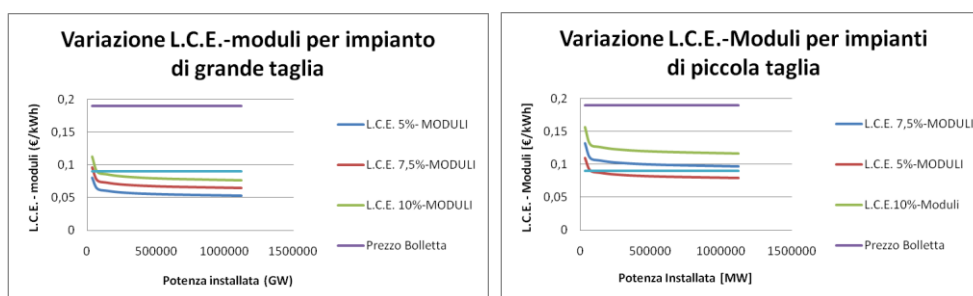 Variazione L.C.E.-moduli per impianto
di grande taglia
L.C.E. - moduli (€/kWh)
0,2
0,15
0,1
0,05
0
0
500000
1000000
1500000
Potenza installata (GW)
L.C.E. 5%- MODULI
L.C.E. 7,5%-MODULI
L.C.E. 10%-MODULI
Prezzo Bolletta
Variazione L.C.E.-Moduli per impianti
di piccola taglia
L.C.E. - Moduli [€/kWh]
0,2
0,15
0,1
0,05
0
0
500000
1000000
1500000
Potenza Installata [MW]
L.C.E. 7,5%-MODULI
L.C.E. 5%-MODULI
L.C.E.10%-Moduli
Prezzo Bolletta